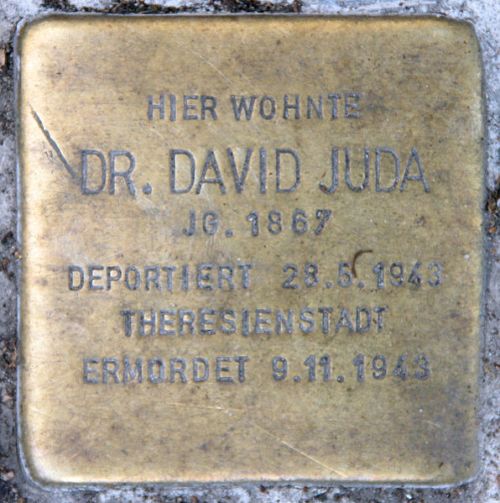 HIER WOHNTE
DR. DAVID JUDA
JG. 1867
DEPORTIERT 28.5.1943
THERESIENSTADT
ERMORDET 9.11.1943